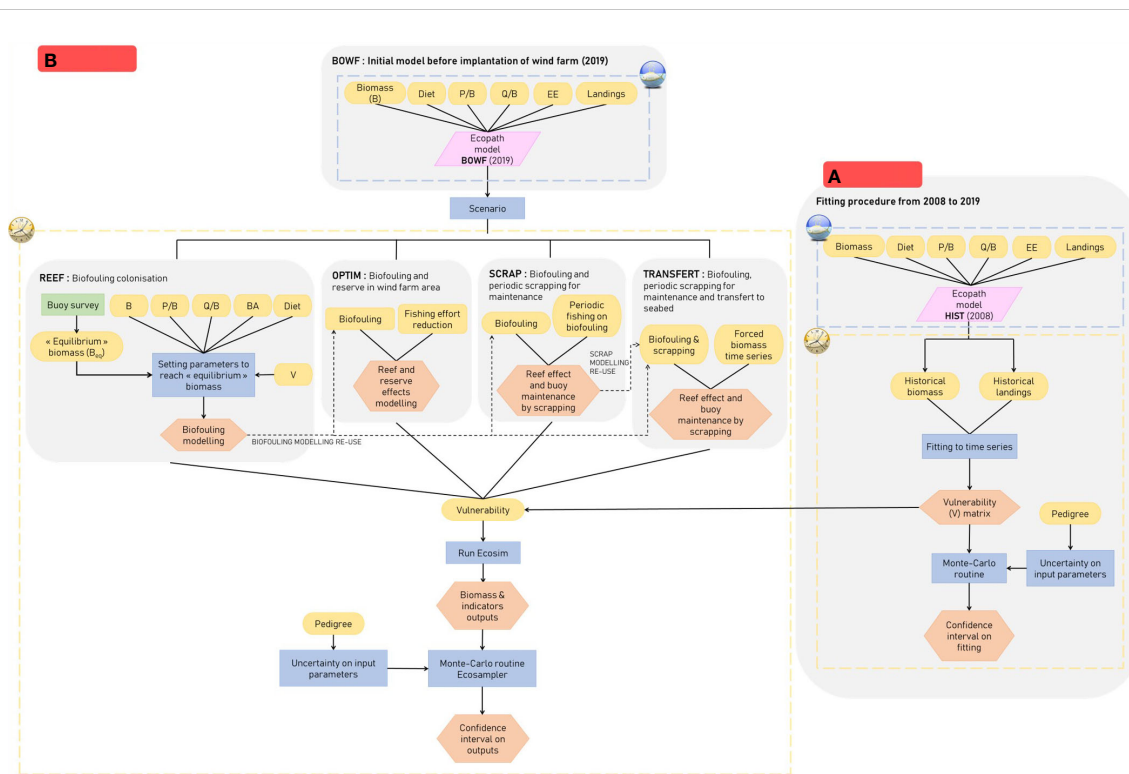 B
BOWF : Initial model before implantation of wind farm (2019)
Biomass
(B)
Diet
P/B
Q/B
EE
Landings
Ecopath
model
BOWF (2019)
Scenario
A
Fitting procedure from 2008 to 2019
Biomass
Diet
P/B
Q/B
EE
Landings
Ecopath
model
HIST (2008)
Historical
biomass
Historical
landings
Fitting to time series
Vulnerability
(V) matrix
Pedigree
Monte-Carlo
routine
Uncertainty on
input parameters
Confidence
interval on
fitting
REEF : Biofouling colonisation
Buoy survey
B
P/B
Q/B
BA
Diet
« Equilibrium »
biomass (Beq)
Setting parameters to
reach « equilibrium »
biomass
V
Biofouling
modelling
BIOFOULING MODELLING RE-USE
OPTIM : Biofouling and
reserve in wind farm area
Biofouling
Fishing effort
reduction
Reef and
reserve
effects
modelling
SCRAP : Biofouling and
periodic scrapping for
maintenance
Biofouling
Periodic
fishing on
biofouling
Reef effect
and buoy
maintenance
by scrapping
SCRAP
MODELLING
RE-USE
TRANSFERT : Biofouling,
periodic scrapping for
maintenance and transfert to
seabed
Biofouling &
scrapping
Forced
biomass
time series
Reef effect and
buoy
maintenance by
scrapping
Vulnerability
Run Ecosim
Biomass &
indicators
outputs
Pedigree
Uncertainty on input
parameters
Monte-Carlo routine
Ecosampler
Confidence
interval on
outputs